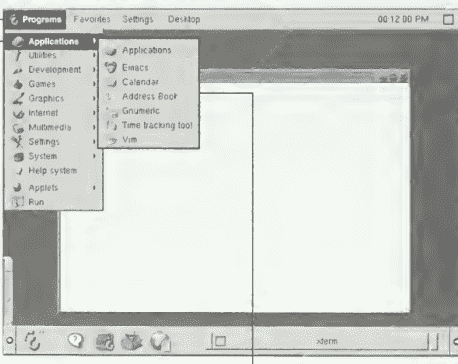 Programs Favorites Settings Desktop 00 12 00 PM
Applications
Utilities
Development
Games
Graphics
Internet
Multimedia
Settings
System
Help system
Applets
Run
Applications
Emacs
Calendar
Address Book
Gnumeric
Time tracking tool
Vim
xterm